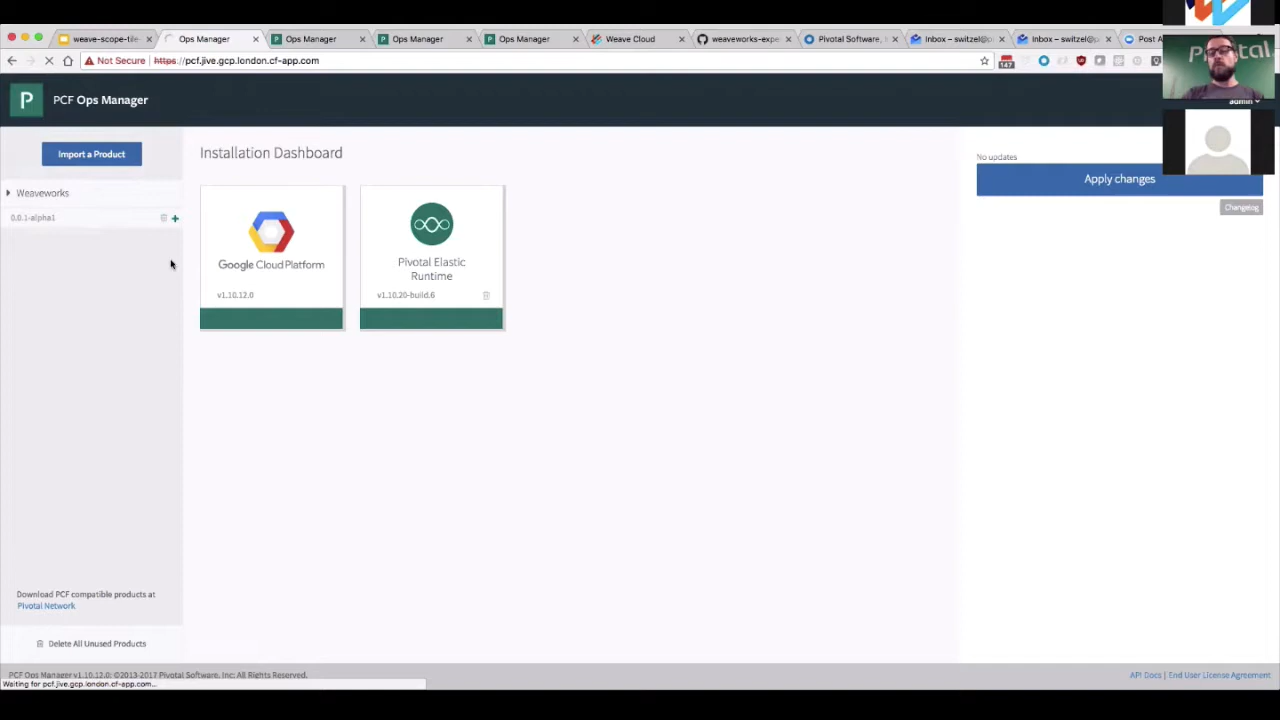 weave-scope-tile-
Ops Manager
Ops Manager
Ops Manager
Ops Manager
Weave Cloud
weaveworks-expe
Pivotal Software,
Inbox – switzel@p
Inbox – switzel@p
Post A
Not Secure
https://pcf.jive.gcp.london.cf-app.com
147
P
PCF Ops Manager
admin
Import a Product
Weaveworks
0.0.1-alpha1
Installation Dashboard
Google Cloud Platform
v1.10.12.0
Pivotal Elastic
Runtime
v1.10.20-build.6
No updates
Apply changes
Changelog
Download PCF compatible products at
Pivotal Network
Delete All Unused Products
PCF Ops Manager v1.10.12.0; ©2013-2017 Pivotal Software, Inc; All Rights Reserved.
API Docs | End User License Agreement
Waiting for pcf.jive.gcp.london.cf-app.com...